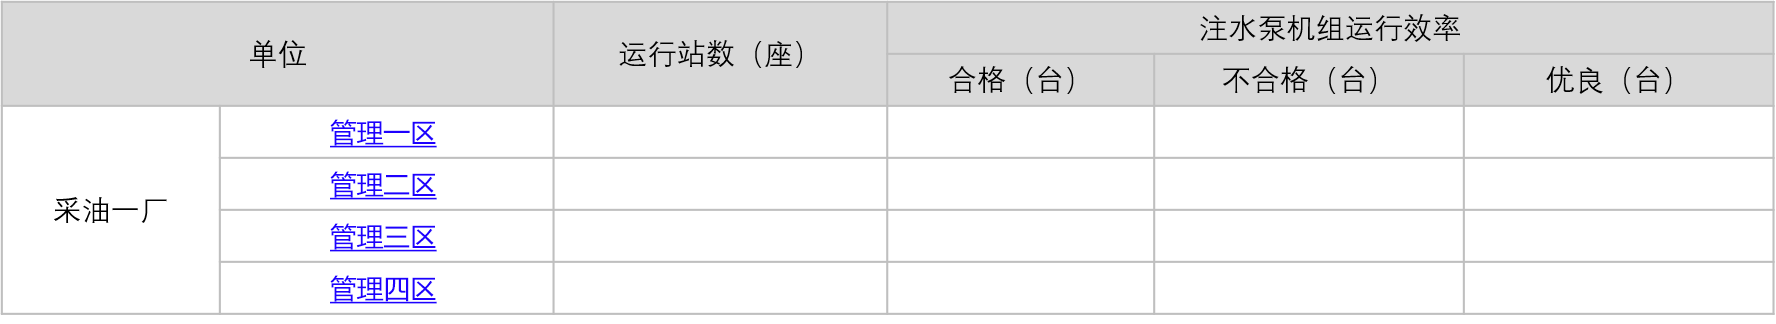 单位
运行站数（座）
注水泵机组运行效率
合格（台）
不合格（台）
优良（台）
采油一厂
管理一区
管理二区
管理三区
管理四区